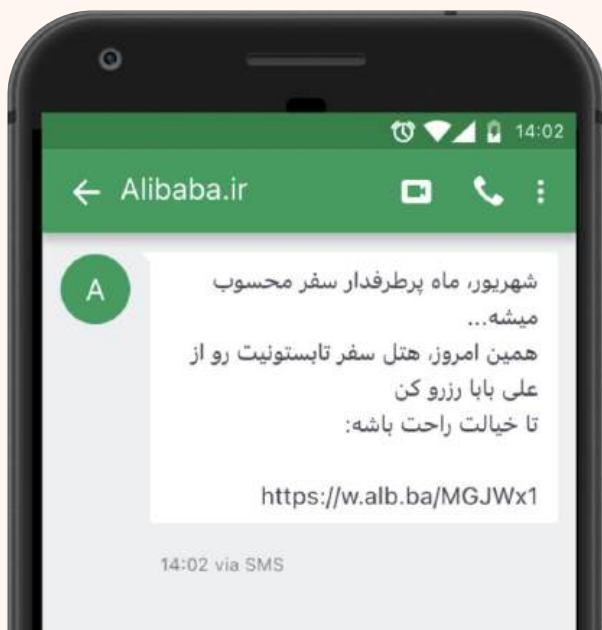 14:02
Alibaba.ir
A
شهریور، ماه پرطرفدار سفر محسوب
میشه...
همین امروز، هتل سفر تابستونیت رو از
علی بابا رزرو کن
تا خیالت راحت باشه:
https://w.alb.ba/MGJWx1
14:02 via SMS